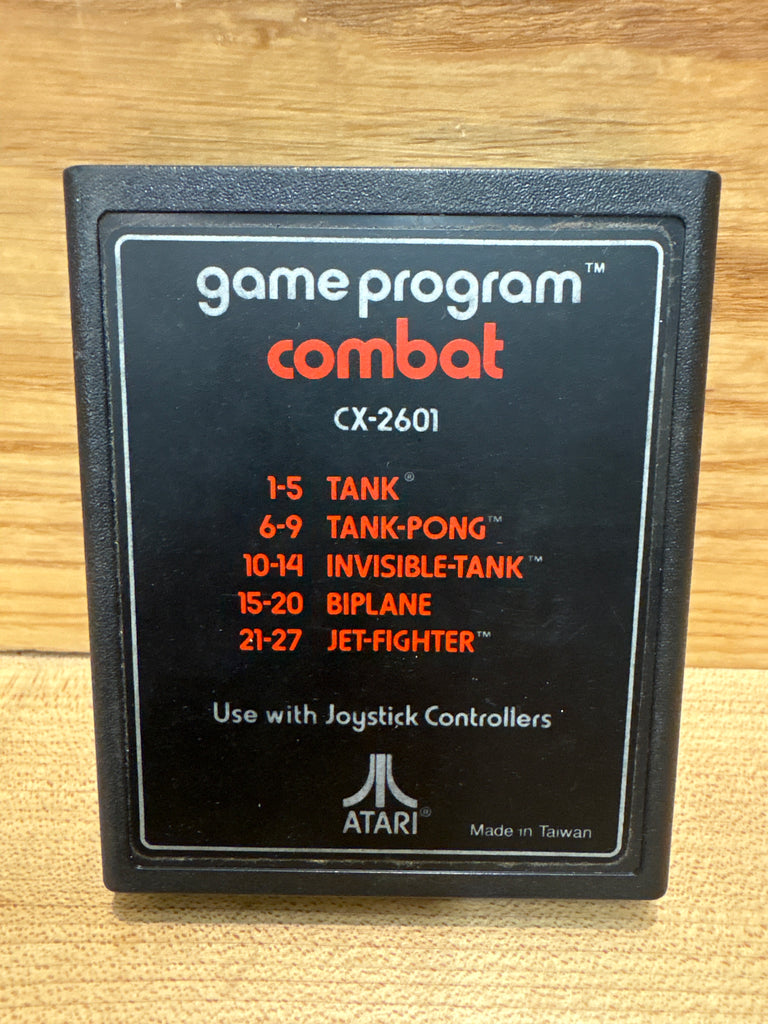 game program™
combat
CX-2601
1-5 TANK®
6-9 TANK-PONG™
10-14 INVISIBLE-TANK™
15-20 BIPLANE
21-27 JET-FIGHTER™
Use with Joystick Controllers
ATARI®
Made in Taiwan